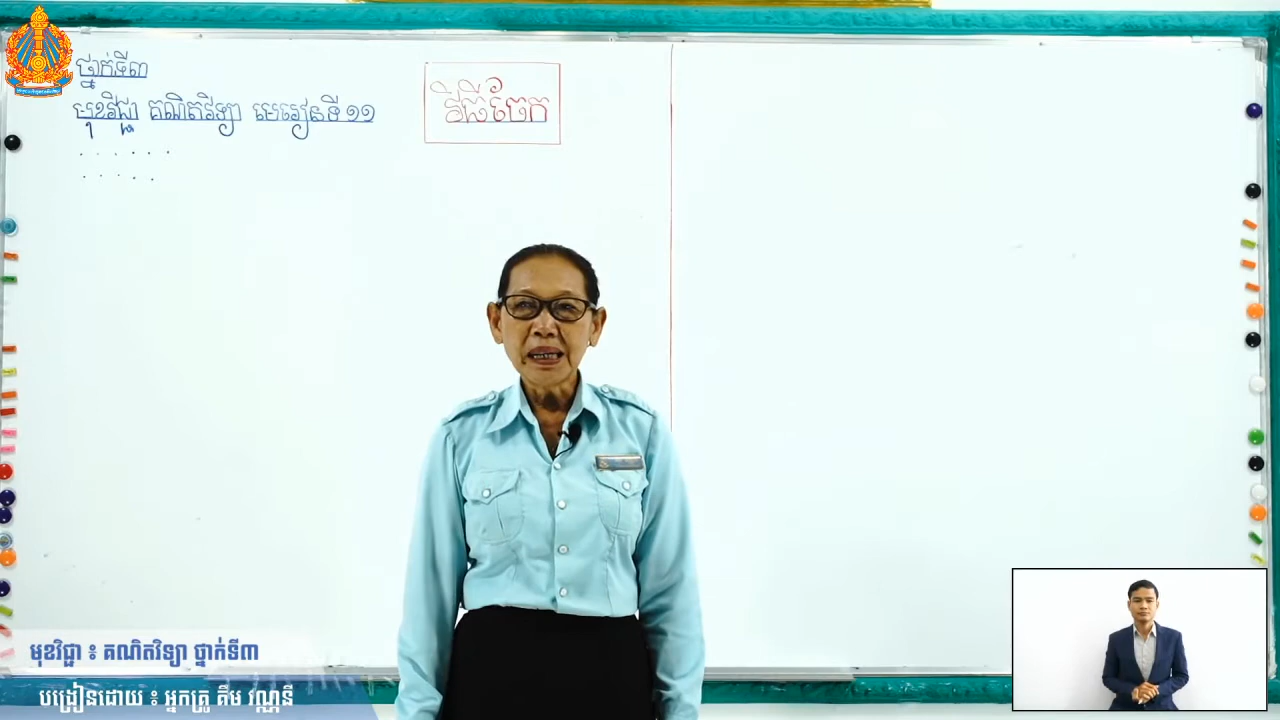 ថ្នាក់ទី៣
មុខវិជ្ជា គណិតវិទ្យា មេរៀនទី ១១
វិធីចែក
មុខវិជ្ជា ៖ គណិតវិទ្យា ថ្នាក់ទី៣
បង្រៀនដោយ ៖ អ្នកគ្រូ គឹម វណ្ណនី